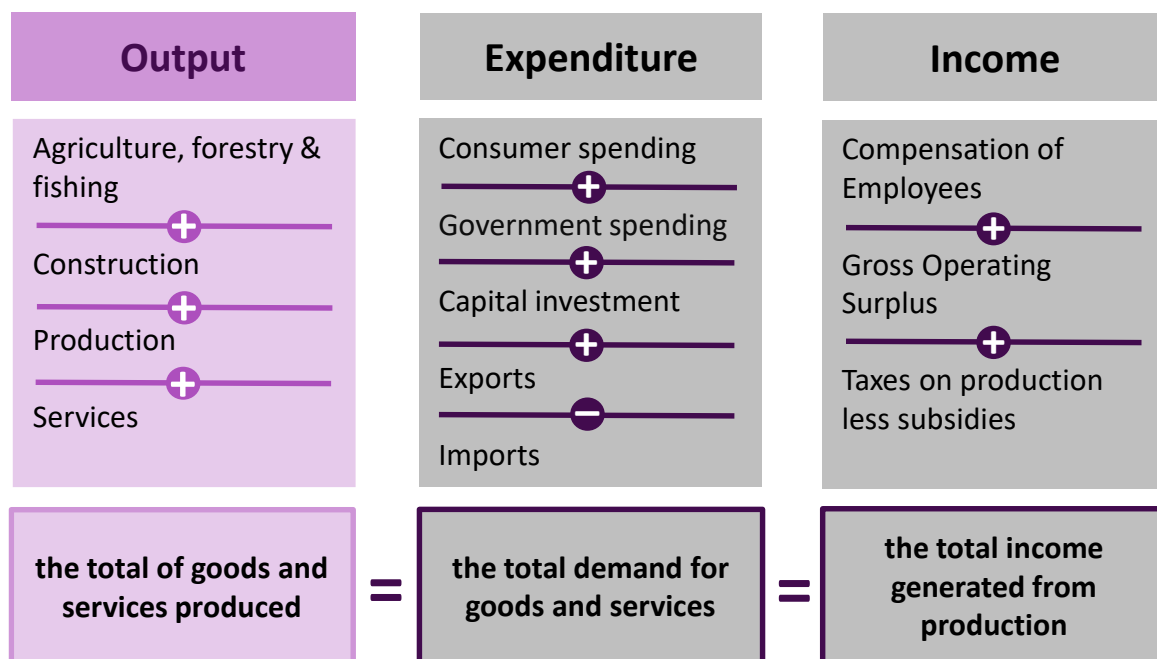 Output
Agriculture, forestry &
fishing
+
Construction
+
Production
+
Services
the total of goods and
services produced
=
Expenditure
Consumer spending
+
Government spending
+
Capital investment
+
Exports
−
Imports
the total demand for
goods and services
=
Income
Compensation of
Employees
+
Gross Operating
Surplus
+
Taxes on production
less subsidies
the total income
generated from
production